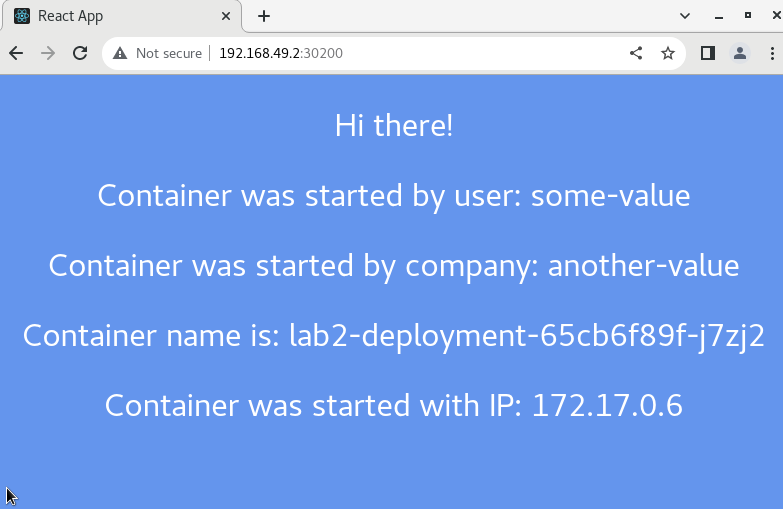 React App
Not secure 192.168.49.2:30200
Hi there!
Container was started by user: some-value
Container was started by company: another-value
Container name is: lab2-deployment-65cb6f89f-j7zj2
Container was started with IP: 172.17.0.6